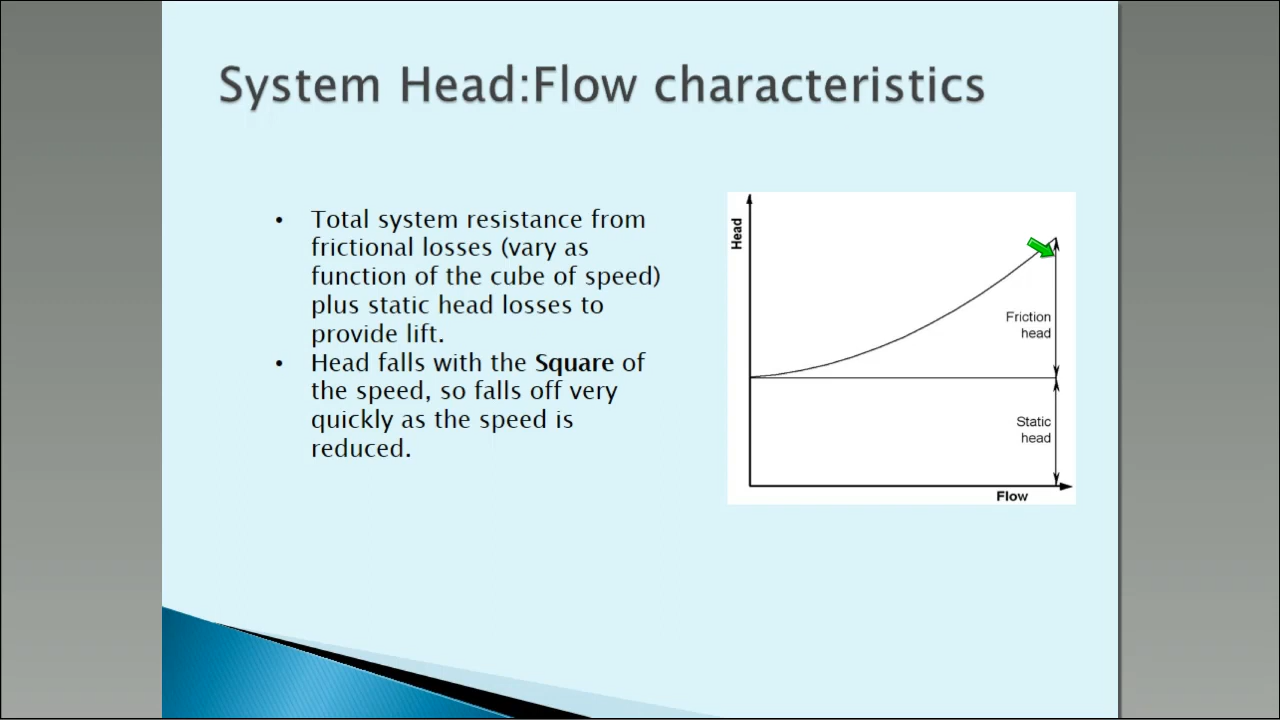 System Head:Flow characteristics
• Total system resistance from
frictional losses (vary as
function of the cube of speed)
plus static head losses to
provide lift.
• Head falls with the Square of
the speed, so falls off very
quickly as the speed is
reduced.
Head
Friction
head
Static
head
Flow